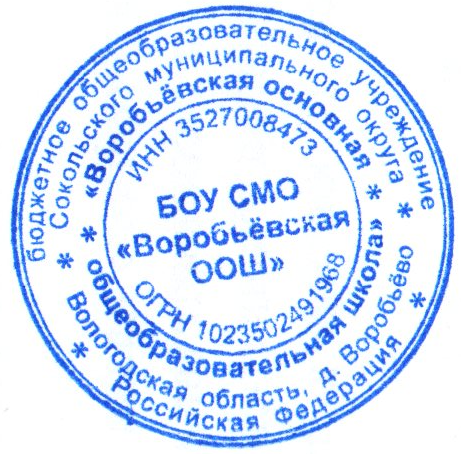 бюджетное общеобразовательное учреждение
Сокольского муниципального округа
«Воробьёвская основная
общеобразовательная школа»
Вологодская область, д. Воробьёво
Российская Федерация
ИНН 3527008473
БОУ СМО
«Воробьёвская
ООШ»
ОГРН 1023502491968